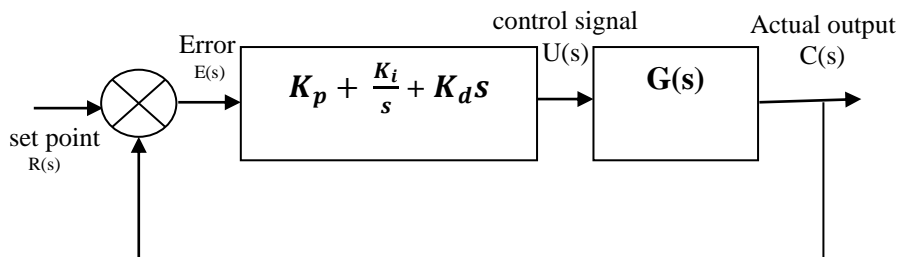 set point
R(s)
Error
E(s)
K_p + K_i/s + K_d s
control signal
U(s)
G(s)
Actual output
C(s)